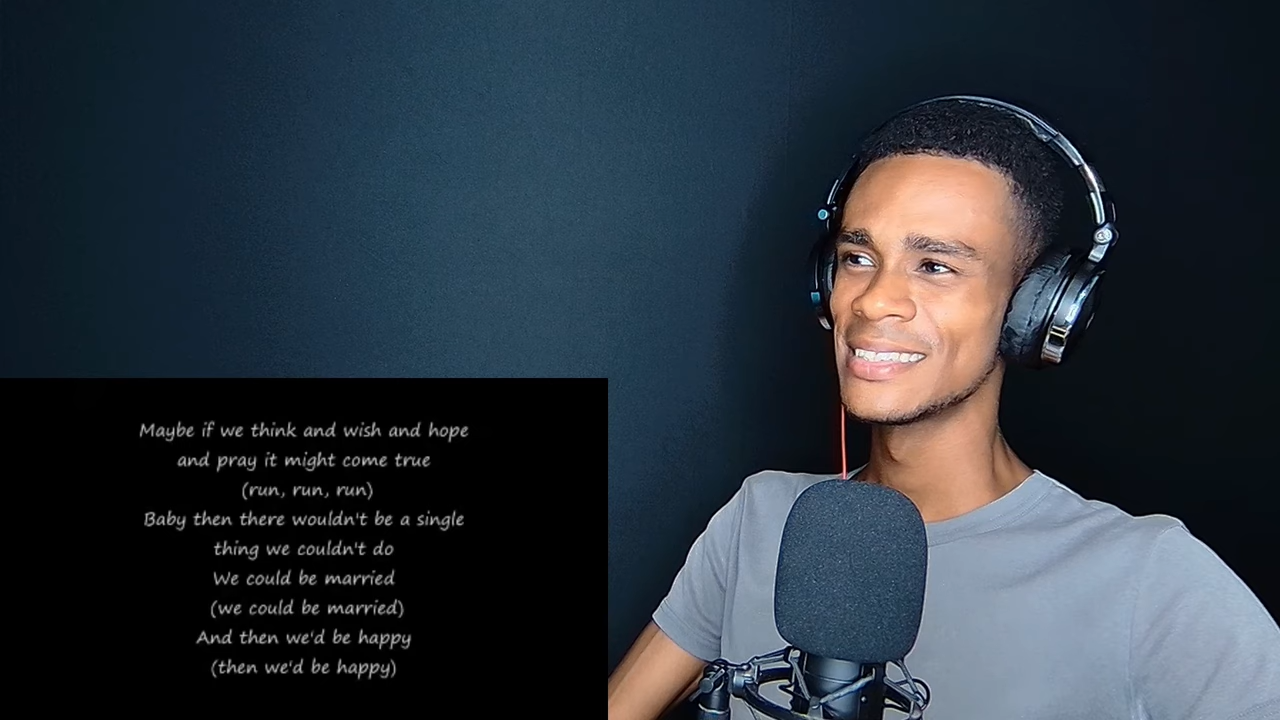 Maybe if we think and wish and hope
and pray it might come true
(run, run, run)
Baby then there wouldn't be a single
thing we couldn't do
We could be married
(we could be married)
And then we'd be happy
(then we'd be happy)